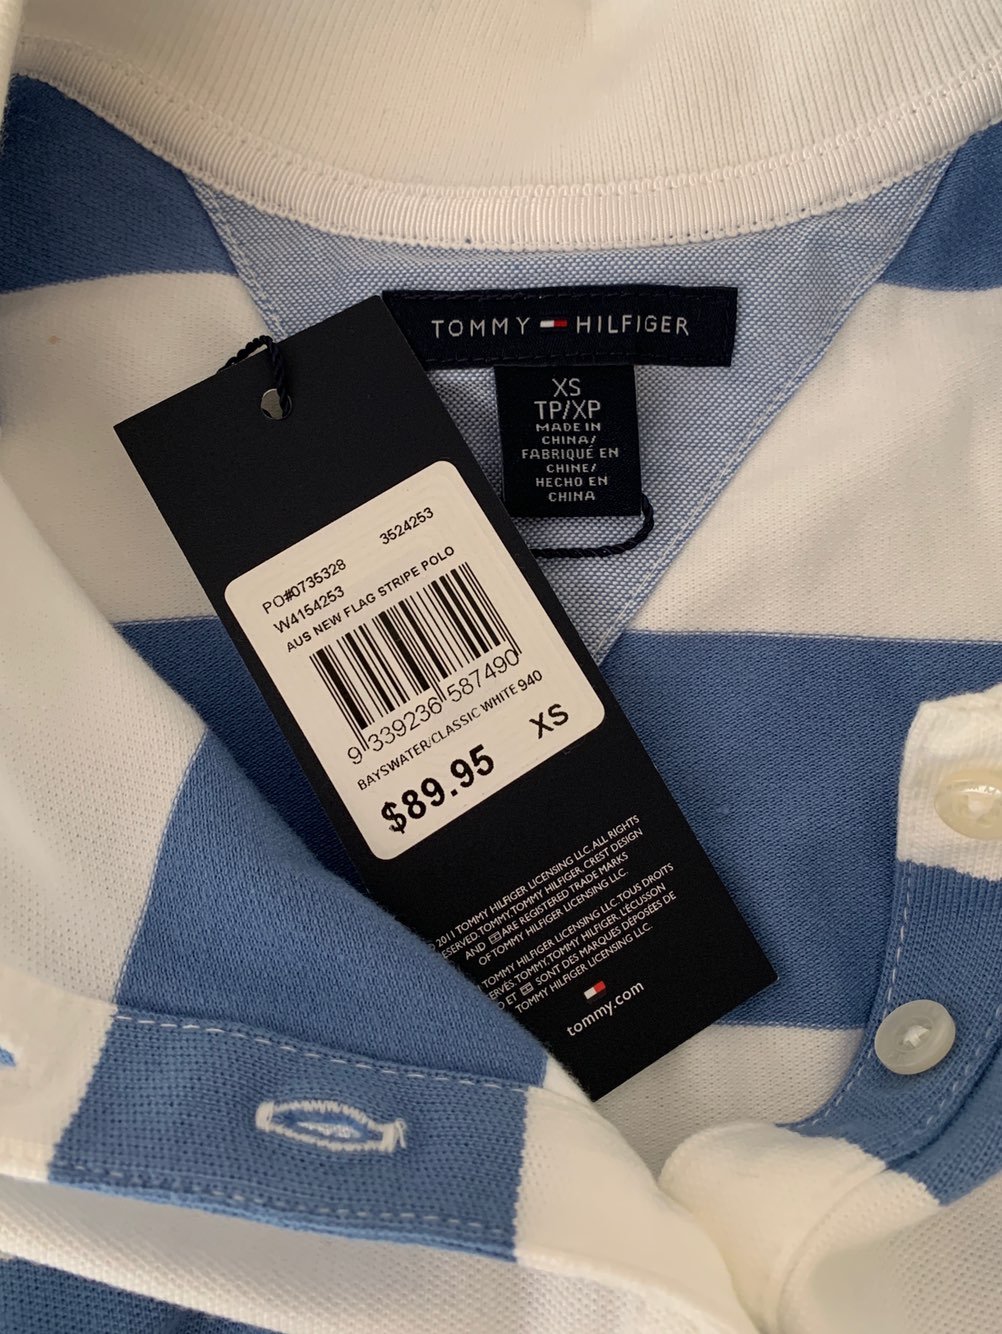 TOMMY HILFIGER
XS
TP/XP
MADE IN
CHINA/
FABRIQUÉ EN
CHINE/
HECHO EN
CHINA
PO#0735328 3524253
W4154253
AUS NEW FLAG STRIPE POLO
9 339236 587490
BAYSWATER/CLASSIC WHITE 940
$89.95 XS
2011 TOMMY HILFIGER LICENSING LLC. ALL RIGHTS
TOMMY, TOMMY HILFIGER, CREST DESIGN
AND ARE REGISTERED TRADE MARKS
OF TOMMY HILFIGER LICENSING LLC.
TOMMY HILFIGER LICENSING LLC. TOUS DROITS
TOMMY, TOMMY HILFIGER, L'ÉCUSSON
ET SONT DES MARQUES DÉPOSÉES DE
TOMMY HILFIGER LICENSING LLC.
tommy.com